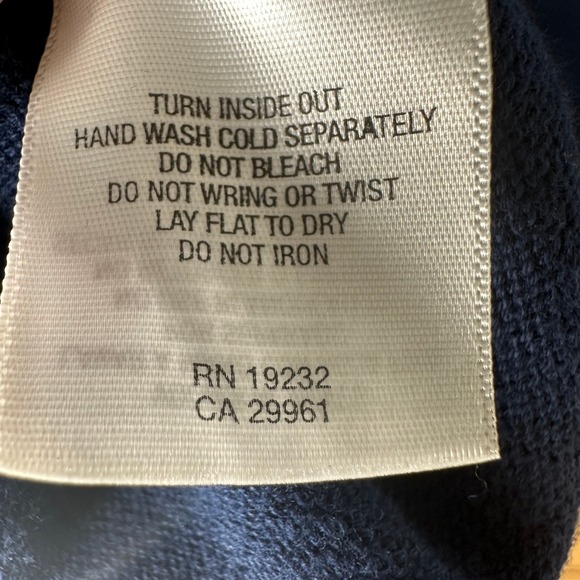 TURN INSIDE OUT
HAND WASH COLD SEPARATELY
DO NOT BLEACH
DO NOT WRING OR TWIST
LAY FLAT TO DRY
DO NOT IRON
RN 19232
CA 29961